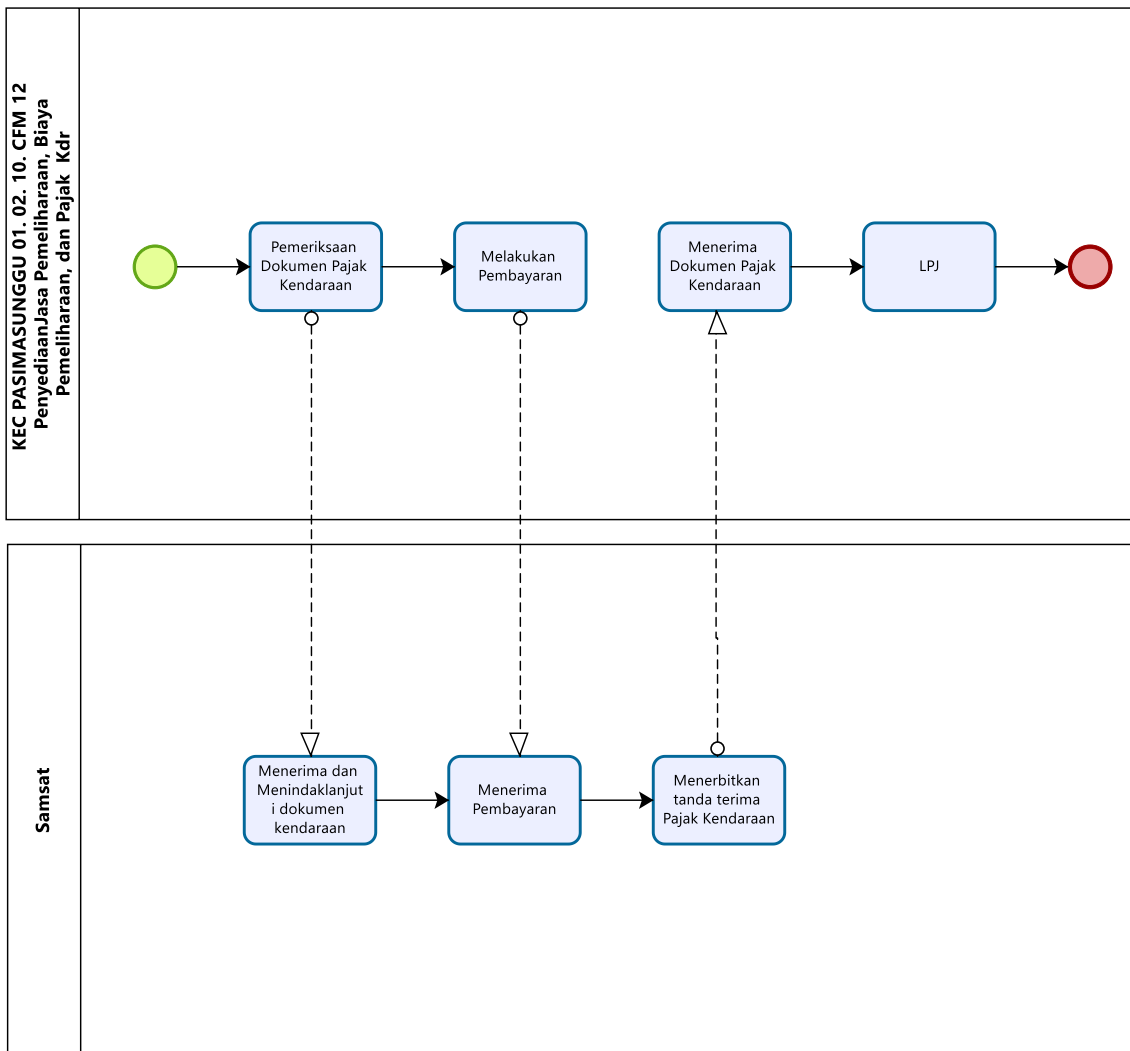 KEC PASIMASUNGGU 01. 02. 10. CFM 12
PenyediaanJasa Pemeliharaan, Biaya
Pemeliharaan, dan Pajak  Kdr
Pemeriksaan
Dokumen Pajak
Kendaraan
Melakukan
Pembayaran
Menerima
Dokumen Pajak
Kendaraan
LPJ
Samsat
Menerima dan
Menindaklanjut
i dokumen
kendaraan
Menerima
Pembayaran
Menerbitkan
tanda terima
Pajak Kendaraan